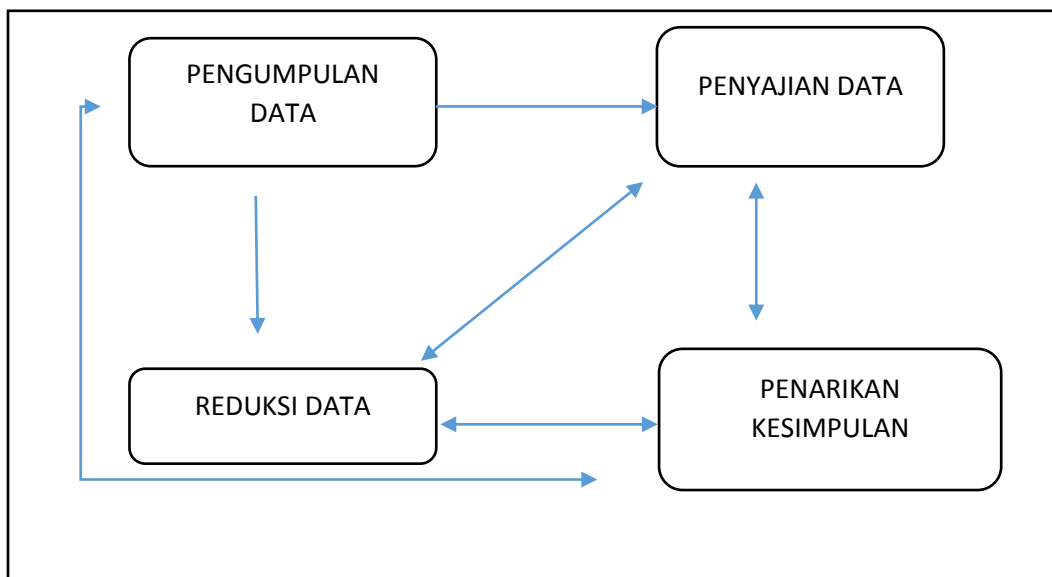 PENGUMPULAN
DATA
PENYAJIAN DATA
REDUKSI DATA
PENARIKAN
KESIMPULAN